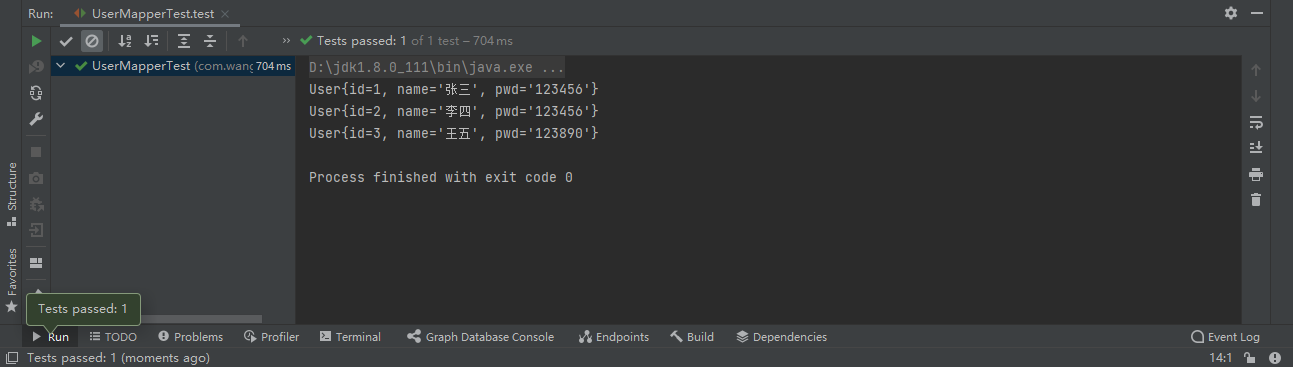 Run: UserMapperTest.test
Tests passed: 1 of 1 test – 704 ms
UserMapperTest (com.wang 704 ms
D:\jdk1.8.0_111\bin\java.exe ...
User{id=1, name='张三', pwd='123456'}
User{id=2, name='李四', pwd='123456'}
User{id=3, name='王五', pwd='123890'}
Process finished with exit code 0
Structure
Favorites
Tests passed: 1
Run TODO Problems Profiler Terminal Graph Database Console Endpoints Build Dependencies Event Log
Tests passed: 1 (moments ago) 14:1